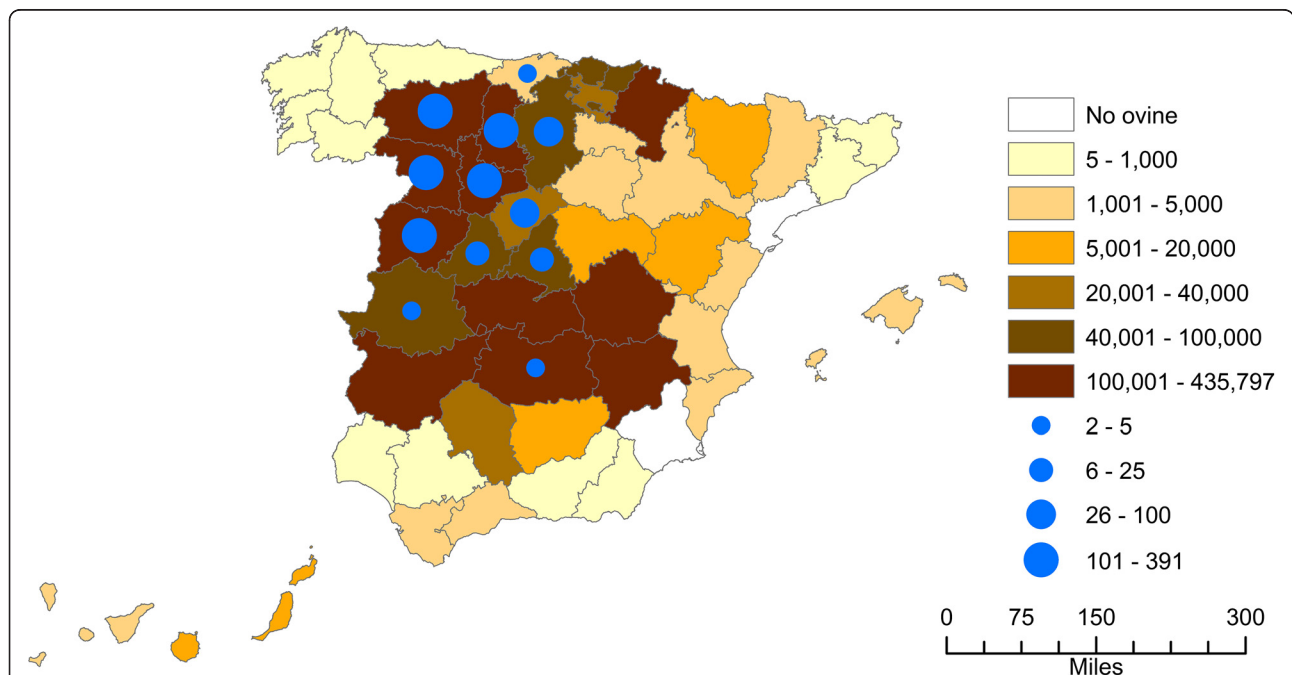 No ovine
5 - 1,000
1,001 - 5,000
5,001 - 20,000
20,001 - 40,000
40,001 - 100,000
100,001 - 435,797
2 - 5
6 - 25
26 - 100
101 - 391
0 75 150 300
Miles